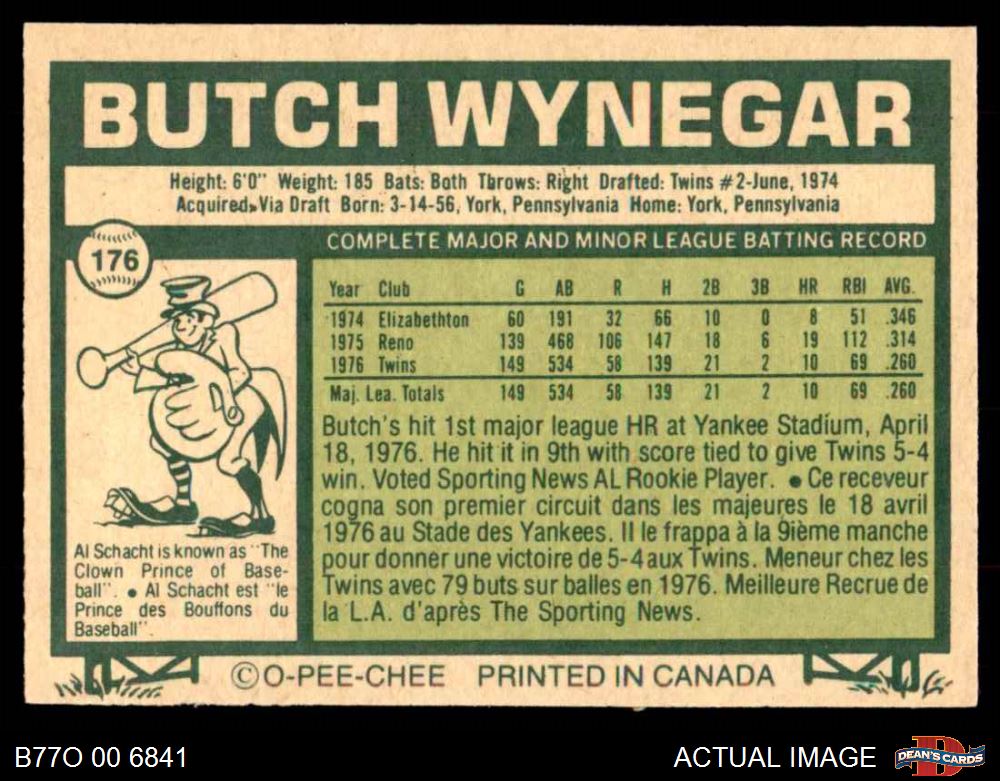 BUTCH WYNEGAR
Height: 6'0" Weight: 185 Bats: Both Throws: Right Drafted: Twins #2-June, 1974
Acquired: Via Draft Born: 3-14-56, York, Pennsylvania Home: York, Pennsylvania
176
COMPLETE MAJOR AND MINOR LEAGUE BATTING RECORD
Year Club G AB R H 2B 3B HR RBI AVG.
1974 Elizabethton 60 191 32 66 10 0 8 51 .346
1975 Reno 139 468 106 147 18 6 19 112 .314
1976 Twins 149 534 58 139 21 2 10 69 .260
Maj. Lea. Totals 149 534 58 139 21 2 10 69 .260
Butch's hit 1st major league HR at Yankee Stadium, April
18, 1976. He hit it in 9th with score tied to give Twins 5-4
win. Voted Sporting News AL Rookie Player. ● Ce receveur
cogna son premier circuit dans les majeures le 18 avril
1976 au Stade des Yankees. Il le frappa à la 9ième manche
pour donner une victoire de 5-4 aux Twins. Meneur chez les
Twins avec 79 buts sur balles en 1976. Meilleure Recrue de
la L.A. d'après The Sporting News.
Al Schacht is known as "The
Clown Prince of Base-
ball". ● Al Schacht est "le
Prince des Bouffons du
Baseball".
©O-PEE-CHEE PRINTED IN CANADA
B77O 00 6841
ACTUAL IMAGE
DEAN'S CARDS